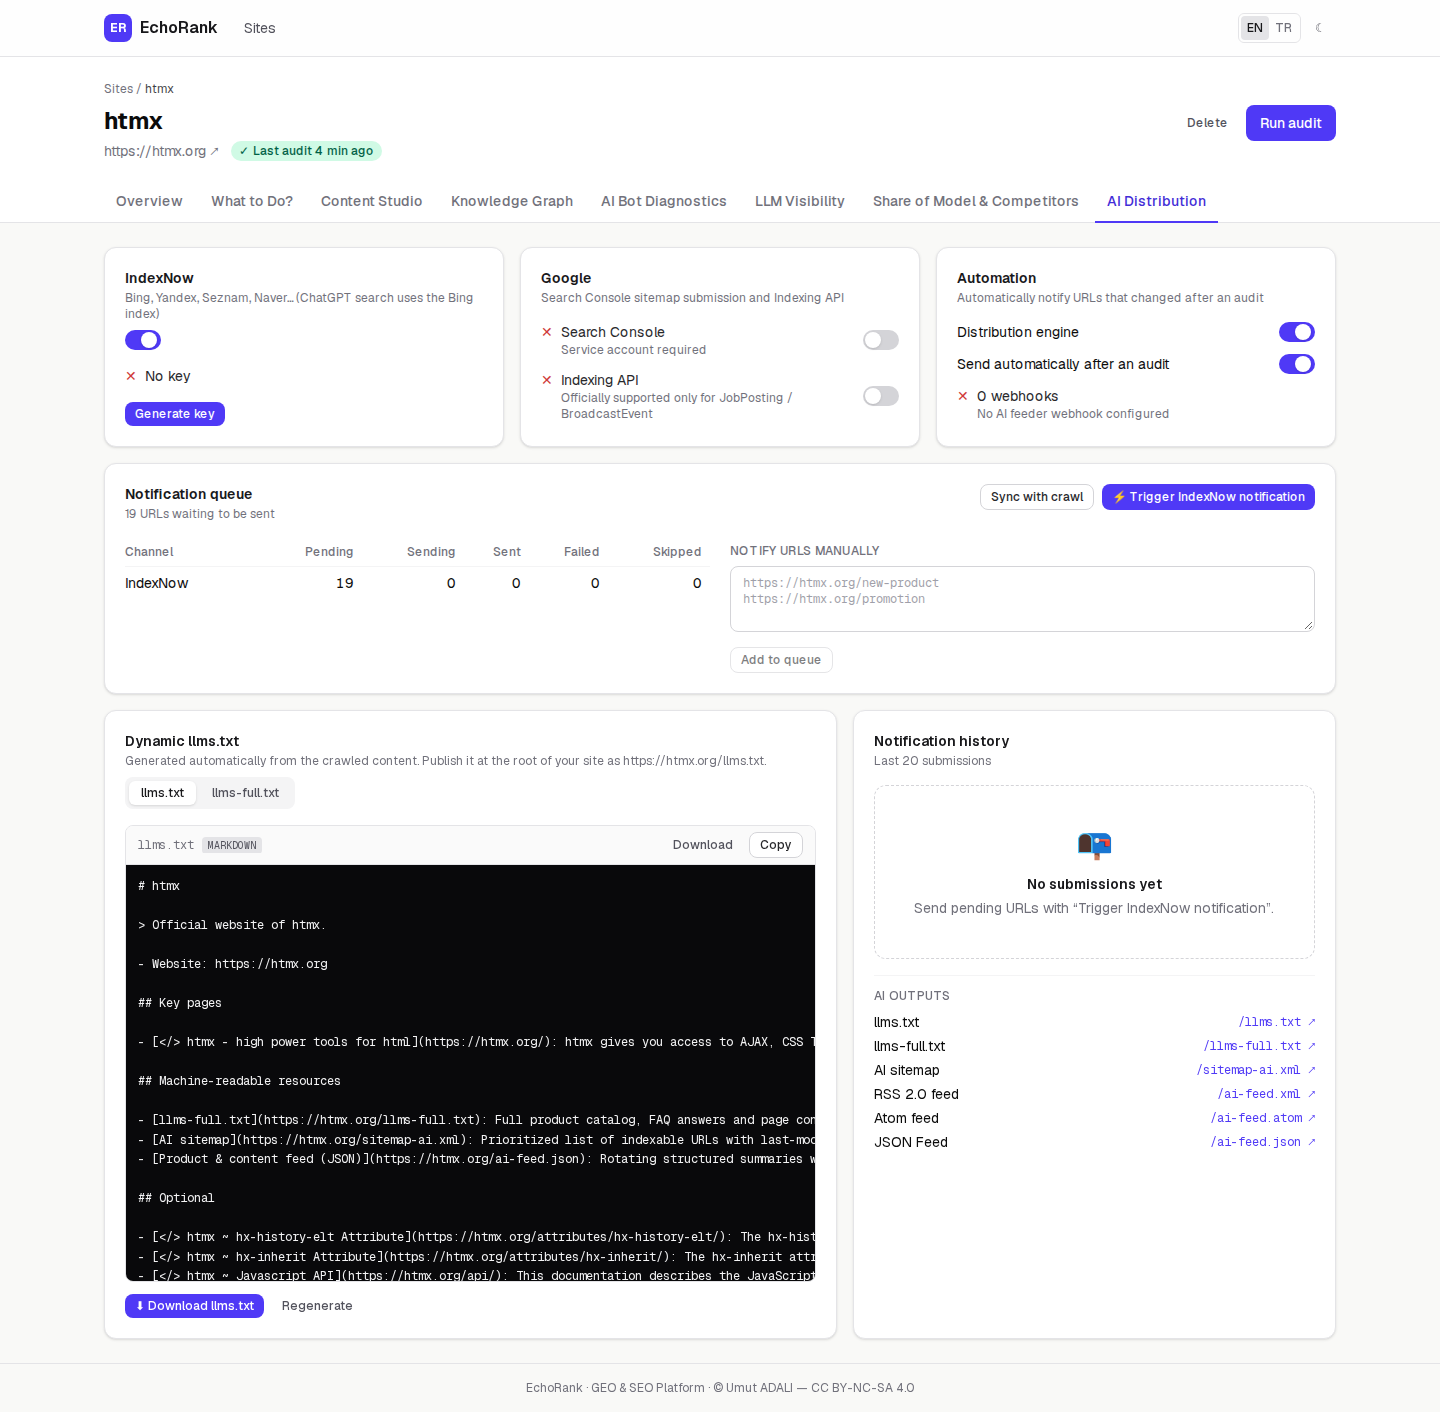 ER EchoRank Sites EN TR
Sites / htmx
htmx
Delete Run audit
https://htmx.org ↗ ✓ Last audit 4 min ago
Overview What to Do? Content Studio Knowledge Graph AI Bot Diagnostics LLM Visibility Share of Model & Competitors AI Distribution
IndexNow
Bing, Yandex, Seznam, Naver… (ChatGPT search uses the Bing
index)
✕ No key
Generate key
Google
Search Console sitemap submission and Indexing API
✕ Search Console
Service account required
✕ Indexing API
Officially supported only for JobPosting /
BroadcastEvent
Automation
Automatically notify URLs that changed after an audit
Distribution engine
Send automatically after an audit
✕ 0 webhooks
No AI feeder webhook configured
Notification queue
19 URLs waiting to be sent
Sync with crawl ⚡ Trigger IndexNow notification
Channel Pending Sending Sent Failed Skipped
IndexNow 19 0 0 0 0
NOTIFY URLS MANUALLY
https://htmx.org/new-product
https://htmx.org/promotion
Add to queue
Dynamic llms.txt
Generated automatically from the crawled content. Publish it at the root of your site as https://htmx.org/llms.txt.
llms.txt llms-full.txt
llms.txt MARKDOWN Download Copy
# htmx
> Official website of htmx.
- Website: https://htmx.org
## Key pages
- [</> htmx - high power tools for html](https://htmx.org/): htmx gives you access to AJAX, CSS T
## Machine-readable resources
- [llms-full.txt](https://htmx.org/llms-full.txt): Full product catalog, FAQ answers and page con
- [AI sitemap](https://htmx.org/sitemap-ai.xml): Prioritized list of indexable URLs with last-mod
- [Product & content feed (JSON)](https://htmx.org/ai-feed.json): Rotating structured summaries w
## Optional
- [</> htmx ~ hx-history-elt Attribute](https://htmx.org/attributes/hx-history-elt/): The hx-hist
- [</> htmx ~ hx-inherit Attribute](https://htmx.org/attributes/hx-inherit/): The hx-inherit attr
- [</> htmx ~ Javascript API](https://htmx.org/api/): This documentation describes the JavaScript
⬇ Download llms.txt Regenerate
Notification history
Last 20 submissions
No submissions yet
Send pending URLs with “Trigger IndexNow notification”.
AI OUTPUTS
llms.txt /llms.txt ↗
llms-full.txt /llms-full.txt ↗
AI sitemap /sitemap-ai.xml ↗
RSS 2.0 feed /ai-feed.xml ↗
Atom feed /ai-feed.atom ↗
JSON Feed /ai-feed.json ↗
EchoRank · GEO & SEO Platform · © Umut ADALI — CC BY-NC-SA 4.0